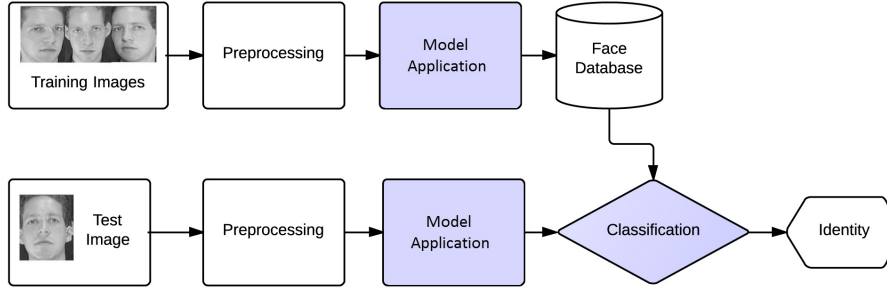 Training Images
Preprocessing
Model
Application
Face
Database
Test
Image
Preprocessing
Model
Application
Classification
Identity